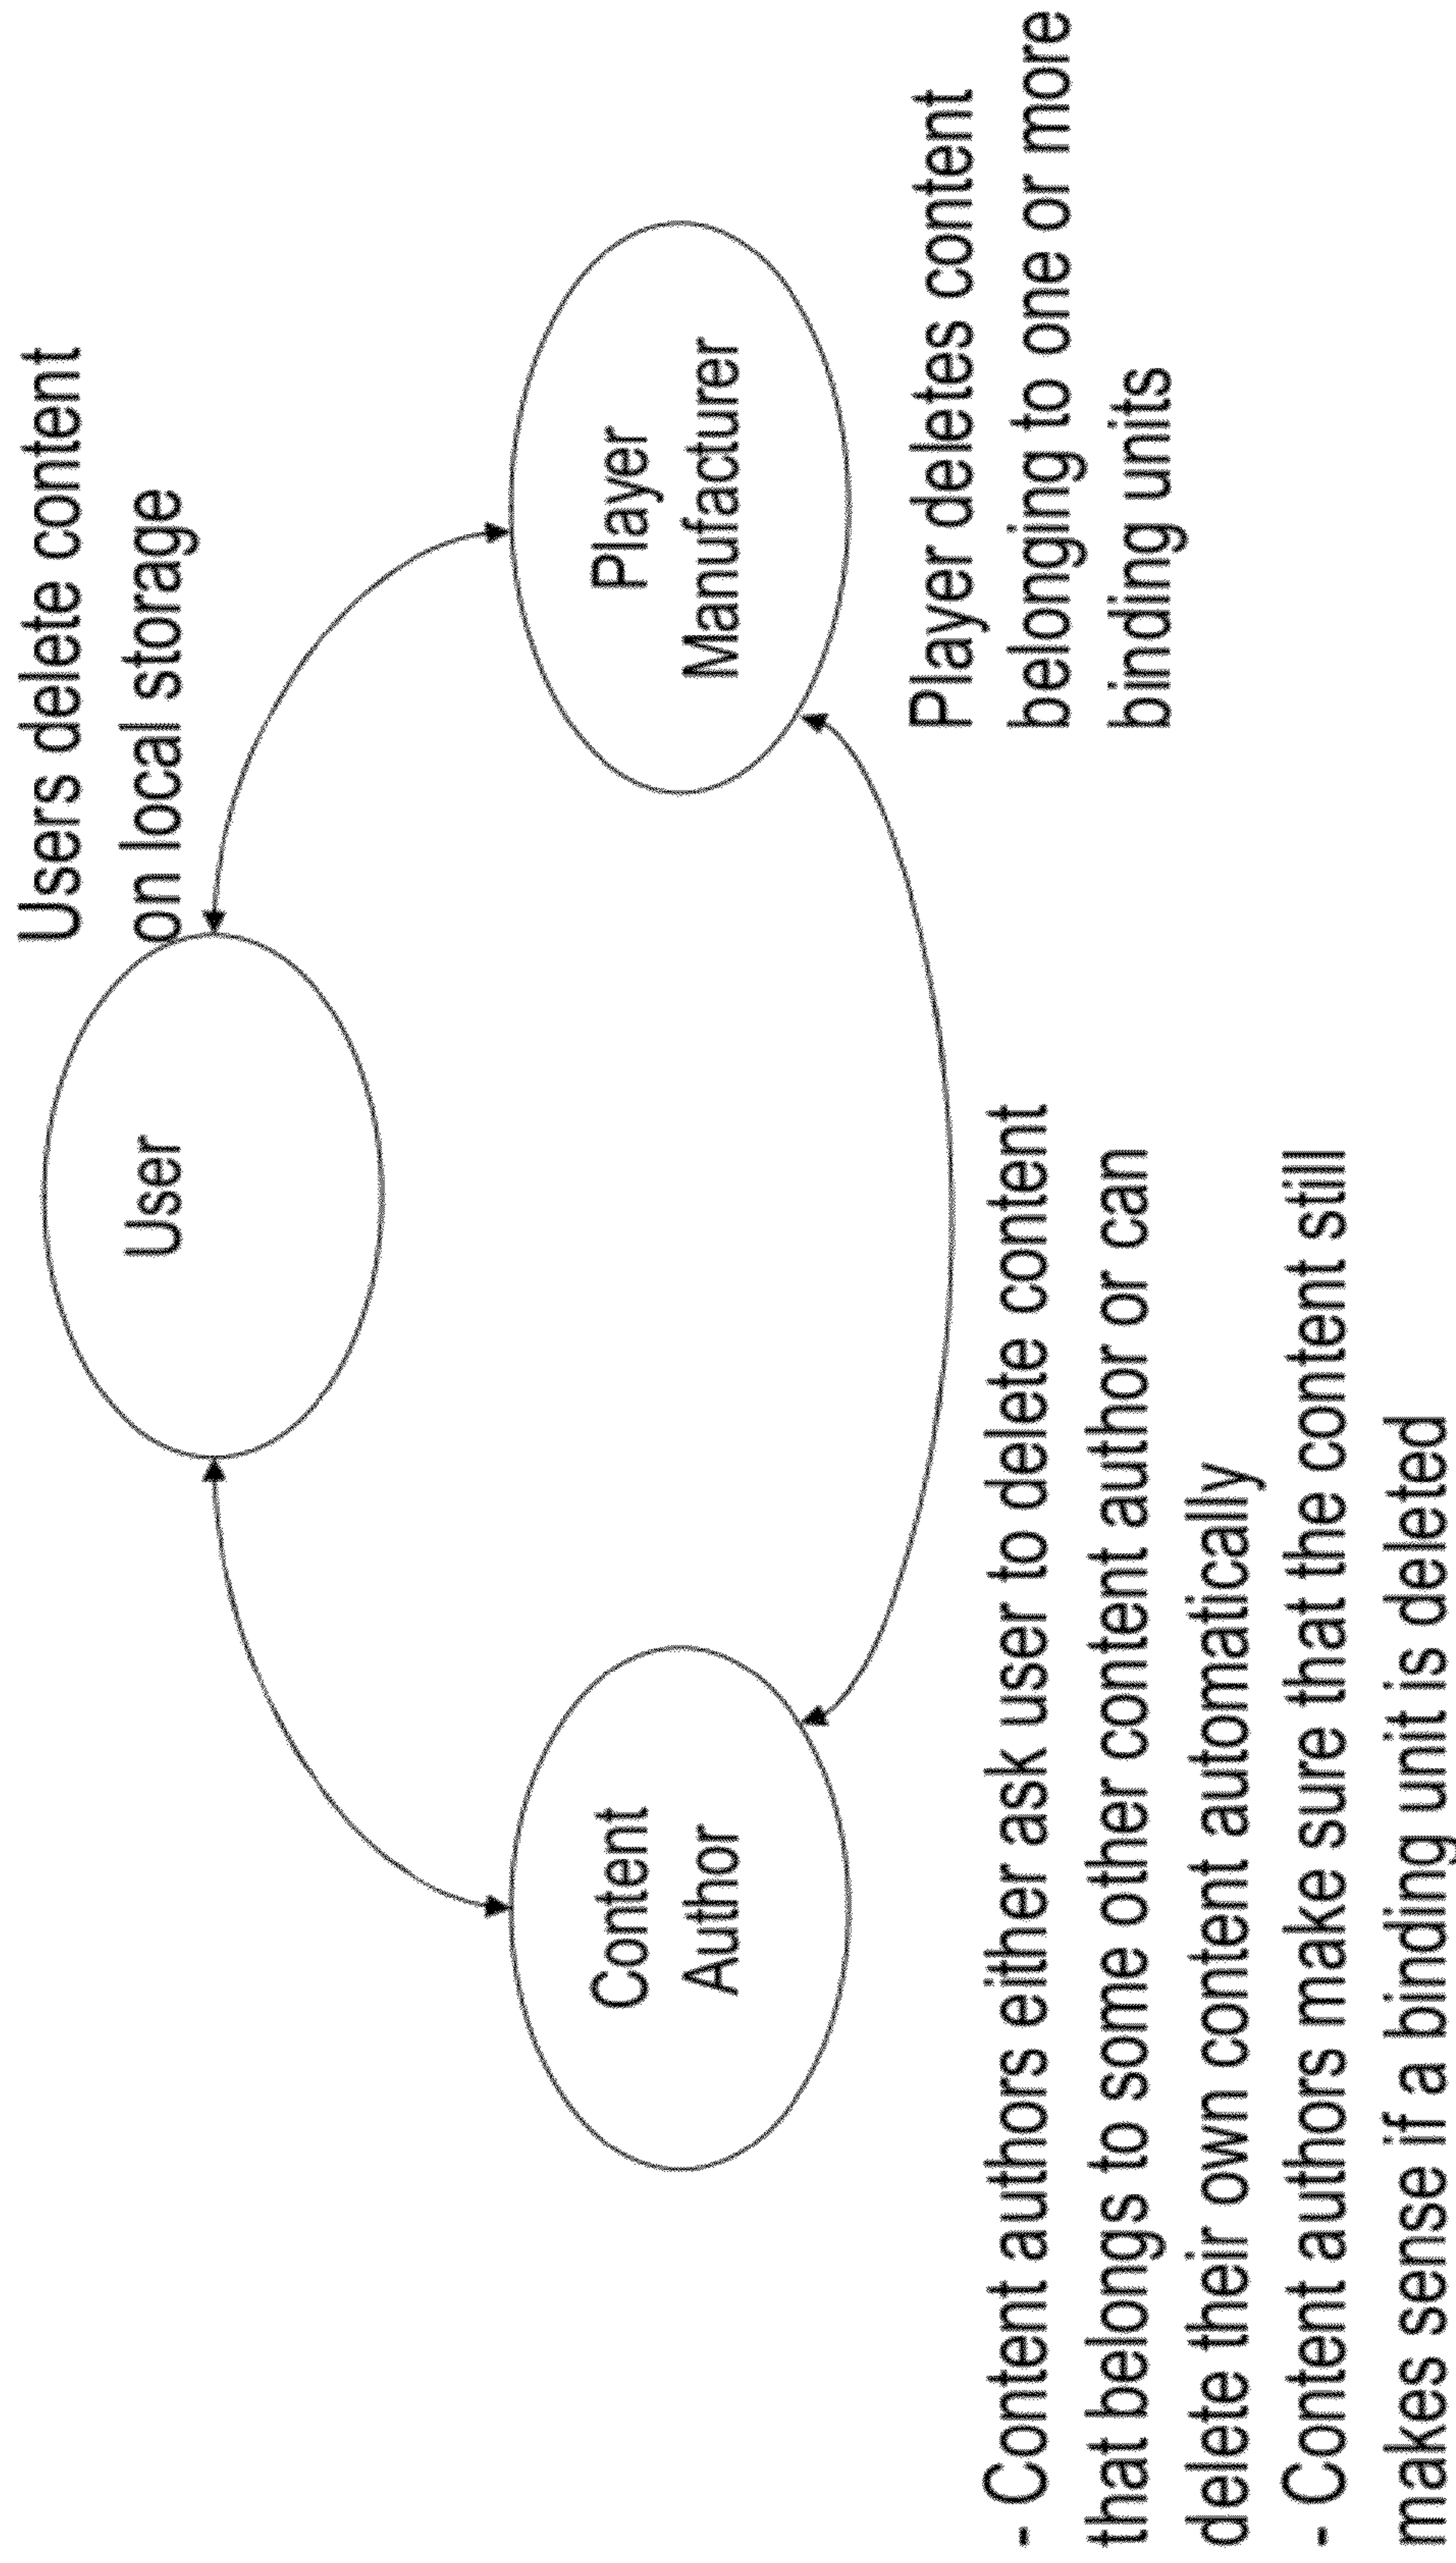 Users delete content
on local storage
User
Content
Author
Player
Manufacturer
Player deletes content
belonging to one or more
binding units
- Content authors either ask user to delete content
that belongs to some other content author or can
delete their own content automatically
- Content authors make sure that the content still
makes sense if a binding unit is deleted